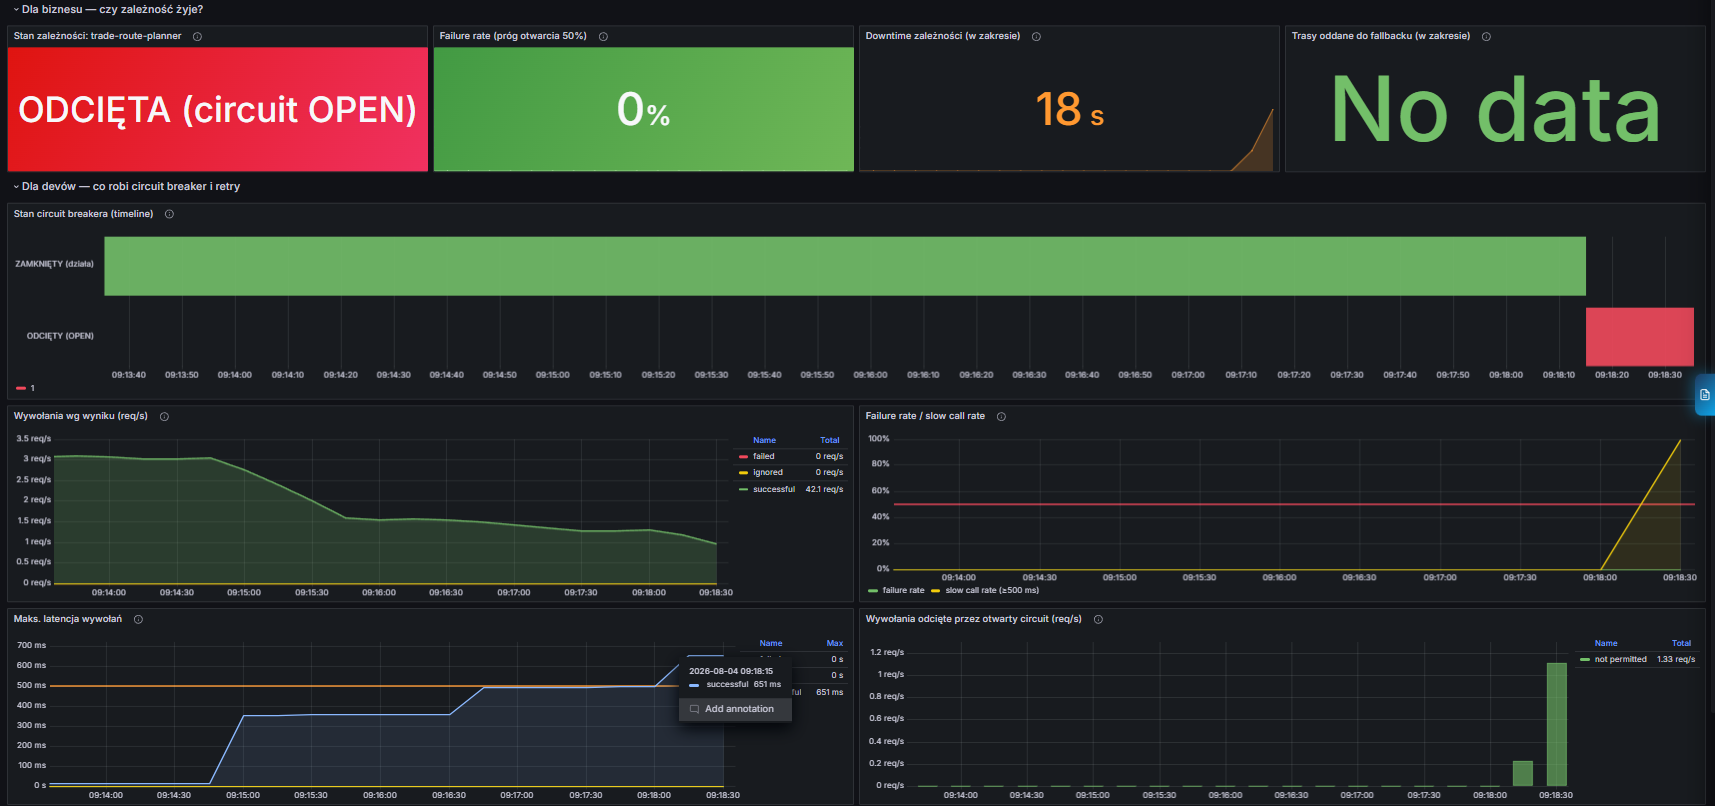 Dla biznesu — czy zależność żyje?
Stan zależności: trade-route-planner
Failure rate (próg otwarcia 50%)
Downtime zależności (w zakresie)
Trasy oddane do fallbacku (w zakresie)
ODCIĘTA (circuit OPEN)
0%
18 s
No data
Dla devów — co robi circuit breaker i retry
Stan circuit breakera (timeline)
ZAMKNIĘTY (działa)
ODCIĘTY (OPEN)
09:13:40 09:13:50 09:14:00 09:14:10 09:14:20 09:14:30 09:14:40 09:14:50 09:15:00 09:15:10 09:15:20 09:15:30 09:15:40 09:15:50 09:16:00 09:16:10 09:16:20 09:16:30 09:16:40 09:16:50 09:17:00 09:17:10 09:17:20 09:17:30 09:17:40 09:17:50 09:18:00 09:18:10 09:18:20 09:18:30
1
Wywołania wg wyniku (req/s)
3.5 req/s
3 req/s
2.5 req/s
2 req/s
1.5 req/s
1 req/s
0.5 req/s
0 req/s
09:14:00 09:14:30 09:15:00 09:15:30 09:16:00 09:16:30 09:17:00 09:17:30 09:18:00 09:18:30
Name Total
failed 0 req/s
ignored 0 req/s
successful 42.1 req/s
Failure rate / slow call rate
100%
80%
60%
40%
20%
0%
09:14:00 09:14:30 09:15:00 09:15:30 09:16:00 09:16:30 09:17:00 09:17:30 09:18:00 09:18:30
failure rate slow call rate (≥500 ms)
Maks. latencja wywołań
700 ms
600 ms
500 ms
400 ms
300 ms
200 ms
100 ms
0 s
09:14:00 09:14:30 09:15:00 09:15:30 09:16:00 09:16:30 09:17:00 09:17:30 09:18:00 09:18:30
Name Max
0 s
0 s
651 ms
2026-08-04 09:18:15
successful 651 ms
Add annotation
Wywołania odcięte przez otwarty circuit (req/s)
1.2 req/s
1 req/s
0.8 req/s
0.6 req/s
0.4 req/s
0.2 req/s
0 req/s
09:14:00 09:14:30 09:15:00 09:15:30 09:16:00 09:16:30 09:17:00 09:17:30 09:18:00 09:18:30
Name Total
not permitted 1.33 req/s